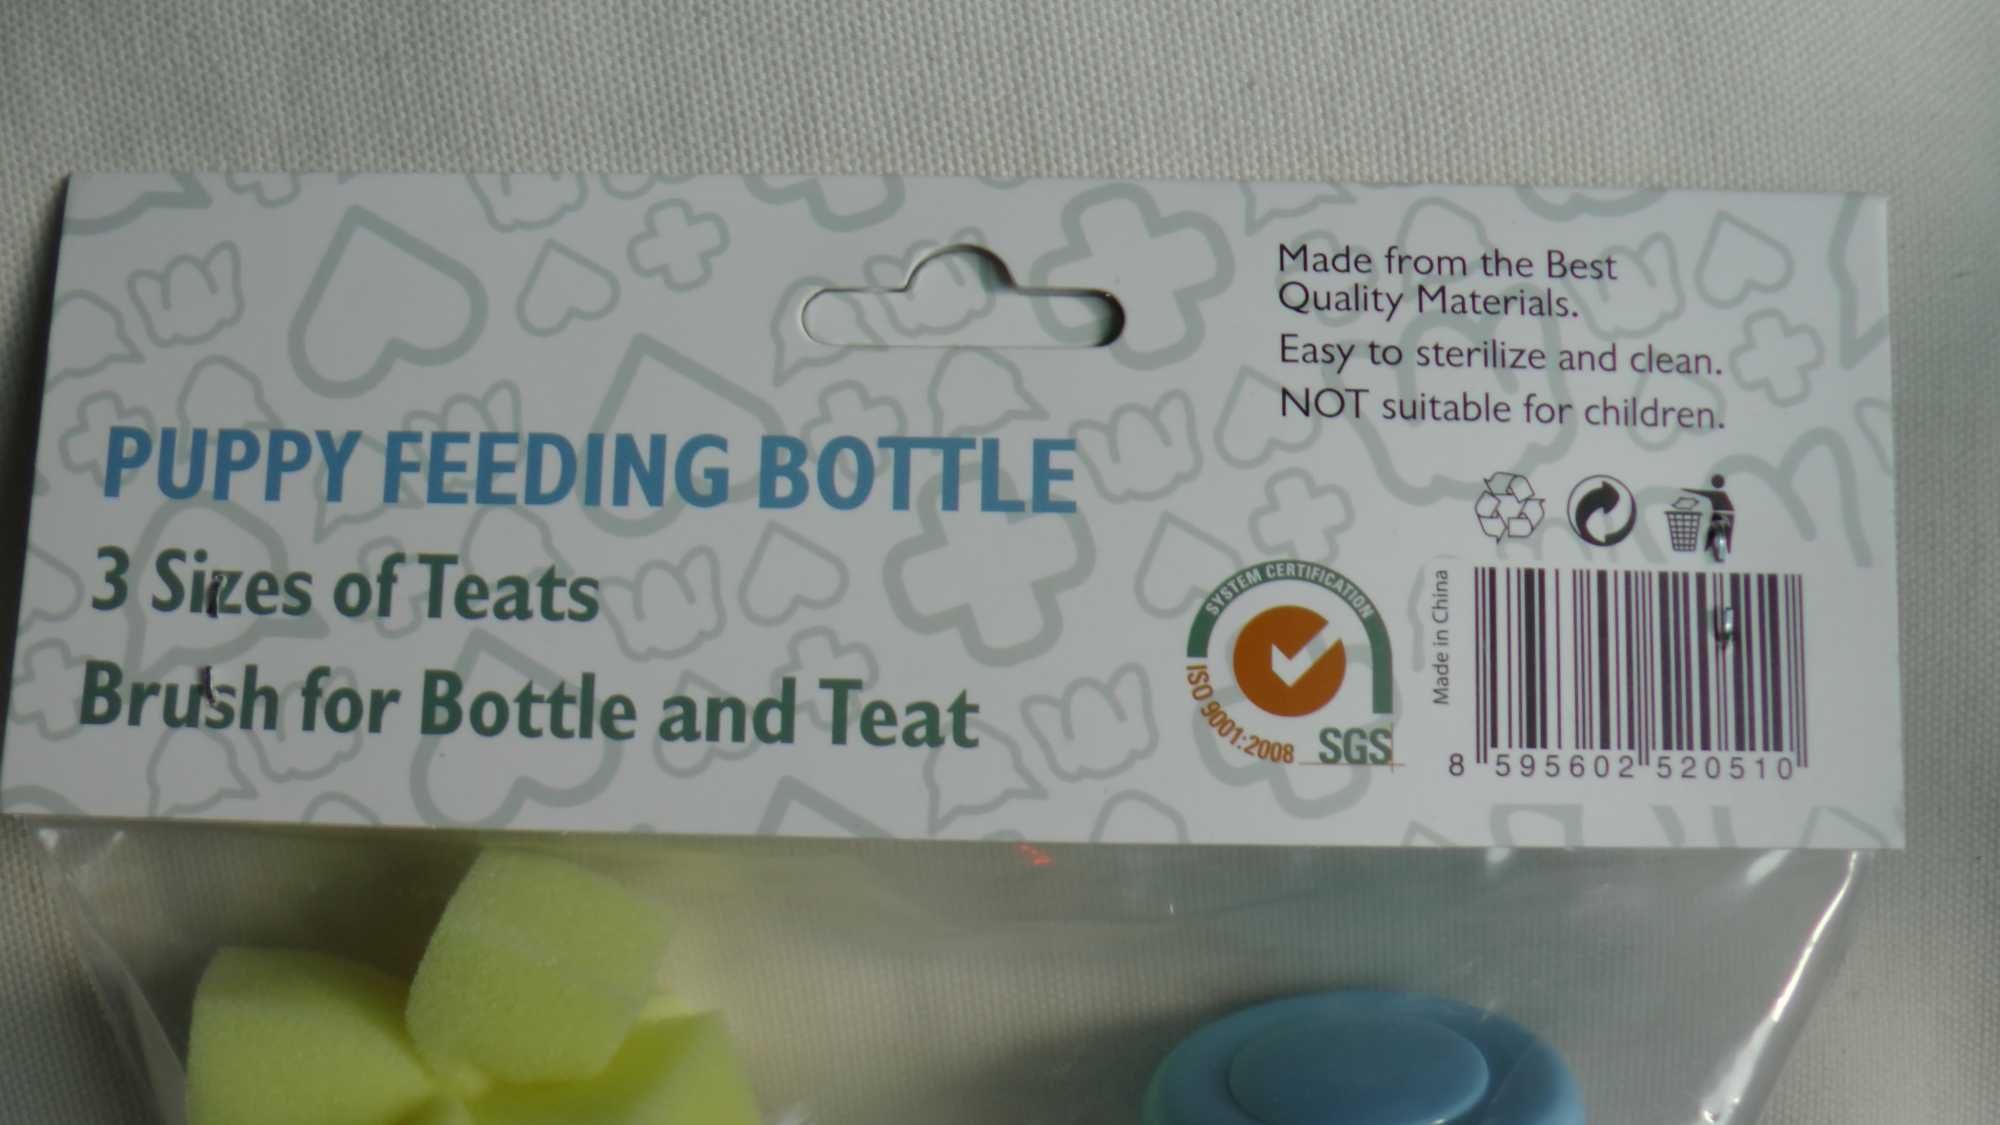 Made from the Best
Quality Materials.
Easy to sterilize and clean.
NOT suitable for children.
PUPPY FEEDING BOTTLE
3 Sizes of Teats
Brush for Bottle and Teat
SYSTEM CERTIFICATION
ISO 9001:2008
SGS
Made in China
8 595602 520510